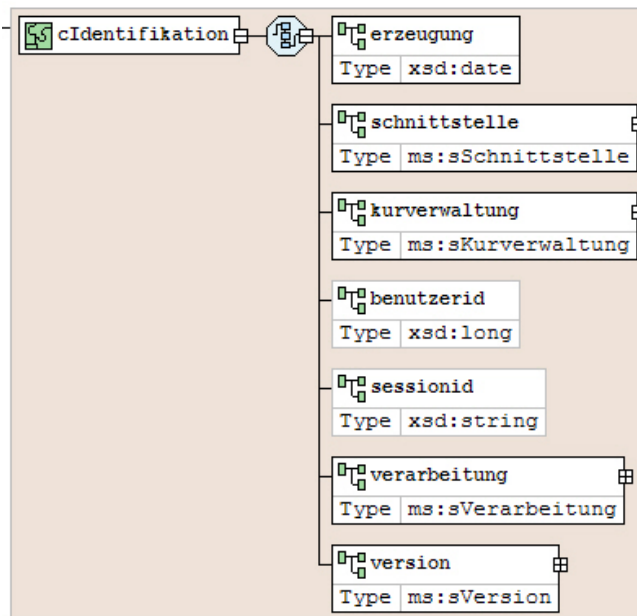 cIdentifikation
erzeugung
Type xsd:date
schnittstelle
Type ms:sSchnittstelle
kurverwaltung
Type ms:sKurverwaltung
benutzerid
Type xsd:long
sessionid
Type xsd:string
verarbeitung
Type ms:sVerarbeitung
version
Type ms:sVersion